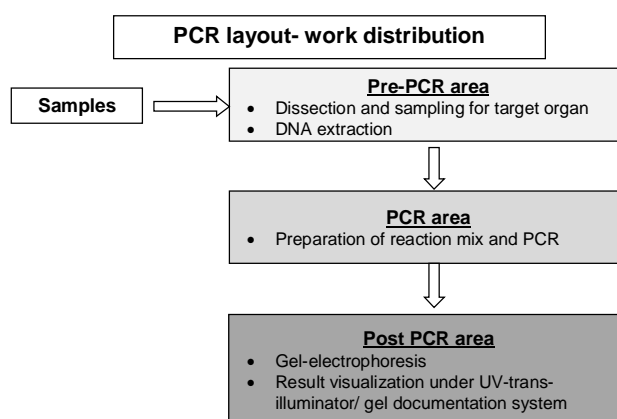 PCR layout- work distribution
Samples
Pre-PCR area
• Dissection and sampling for target organ
• DNA extraction
PCR area
• Preparation of reaction mix and PCR
Post PCR area
• Gel-electrophoresis
• Result visualization under UV-trans-
illuminator/ gel documentation system